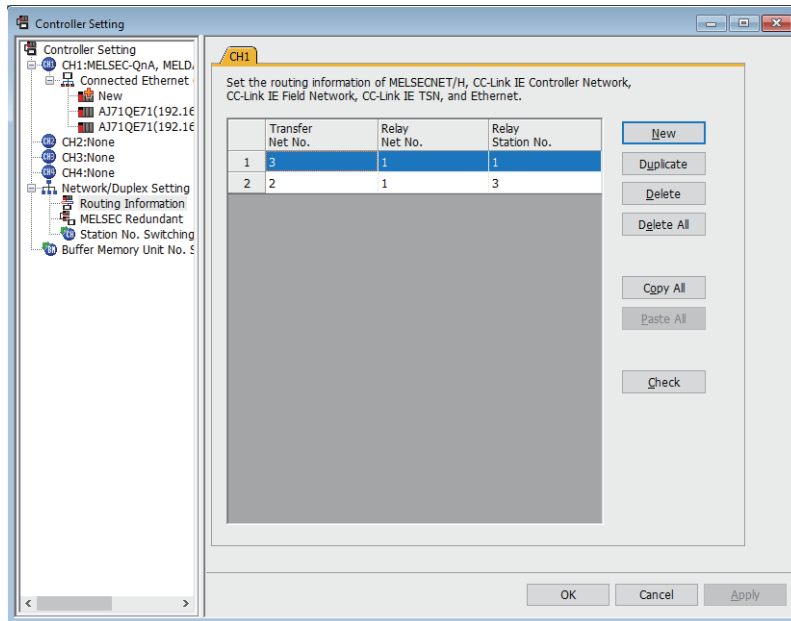 Controller Setting
Controller Setting
CH1:MELSEC-QnA, MELD
Connected Ethernet
New
AJ71QE71(192.16
AJ71QE71(192.16
CH2:None
CH3:None
CH4:None
Network/Duplex Setting
Routing Information
MELSEC Redundant
Station No. Switching
Buffer Memory Unit No. S
CH1
Set the routing information of MELSECNET/H, CC-Link IE Controller Network,
CC-Link IE Field Network, CC-Link IE TSN, and Ethernet.
Transfer Net No. Relay Net No. Relay Station No.
1 3 1 1
2 2 1 3
New
Duplicate
Delete
Delete All
Copy All
Paste All
Check
OK Cancel Apply